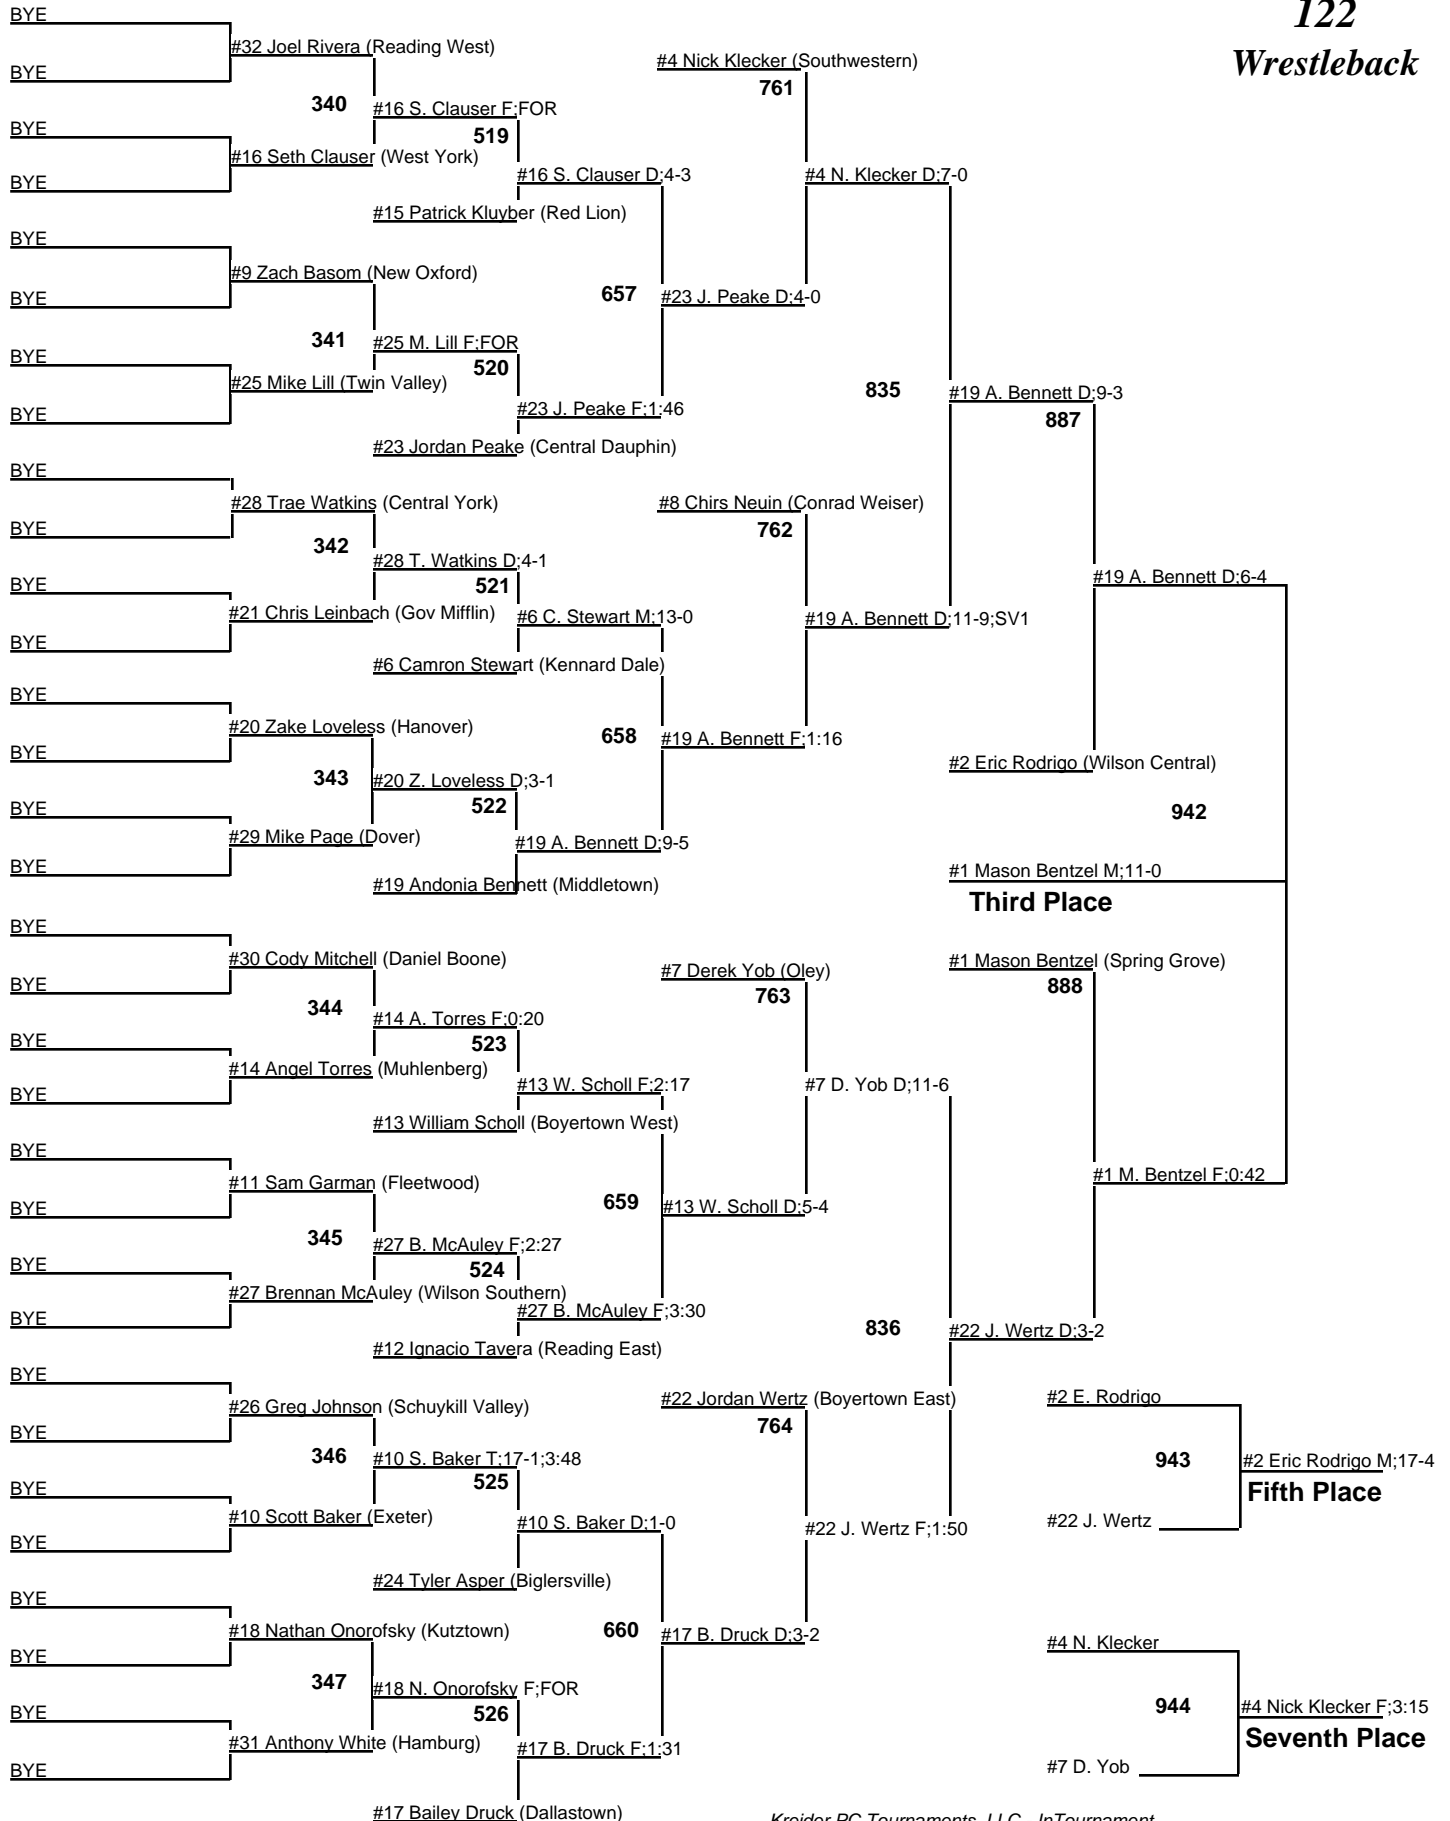 122
Wrestleback
BYE
#32 Joel Rivera (Reading West)
#4 Nick Klecker (Southwestern)
BYE
761
340
#16 S. Clauser F;FOR
BYE
519
#16 Seth Clauser (West York)
BYE
#16 S. Clauser D;4-3
#4 N. Klecker D;7-0
#15 Patrick Kluyber (Red Lion)
BYE
#9 Zach Basom (New Oxford)
BYE
657
#23 J. Peake D;4-0
341
#25 M. Lill F;FOR
BYE
520
#25 Mike Lill (Twin Valley)
835
#19 A. Bennett D;9-3
BYE
#23 J. Peake F;1:46
887
#23 Jordan Peake (Central Dauphin)
BYE
#28 Trae Watkins (Central York)
#8 Chirs Neuin (Conrad Weiser)
BYE
762
342
#28 T. Watkins D;4-1
#19 A. Bennett D;6-4
BYE
521
#21 Chris Leinbach (Gov Mifflin)
#6 C. Stewart M;13-0
#19 A. Bennett D;11-9;SV1
BYE
#6 Camron Stewart (Kennard Dale)
BYE
#20 Zake Loveless (Hanover)
658
#19 A. Bennett F;1:16
BYE
#2 Eric Rodrigo (Wilson Central)
343
#20 Z. Loveless D;3-1
BYE
522
942
#29 Mike Page (Dover)
#19 A. Bennett D;9-5
BYE
#1 Mason Bentzel M;11-0
#19 Andonia Bennett (Middletown)
Third Place
BYE
#30 Cody Mitchell (Daniel Boone)
#7 Derek Yob (Oley)
#1 Mason Bentzel (Spring Grove)
BYE
763
888
344
#14 A. Torres F;0:20
BYE
523
#14 Angel Torres (Muhlenberg)
#13 W. Scholl F;2:17
#7 D. Yob D;11-6
BYE
#13 William Scholl (Boyertown West)
BYE
#11 Sam Garman (Fleetwood)
#1 M. Bentzel F;0:42
BYE
659
#13 W. Scholl D;5-4
345
#27 B. McAuley F;2:27
BYE
524
#27 Brennan McAuley (Wilson Southern)
BYE
#27 B. McAuley F;3:30
836
#22 J. Wertz D;3-2
#12 Ignacio Tavera (Reading East)
BYE
#26 Greg Johnson (Schuykill Valley)
#22 Jordan Wertz (Boyertown East)
#2 E. Rodrigo
BYE
764
346
#10 S. Baker T;17-1;3:48
943
#2 Eric Rodrigo M;17-4
BYE
525
Fifth Place
#10 Scott Baker (Exeter)
#10 S. Baker D;1-0
#22 J. Wertz F;1:50
#22 J. Wertz
BYE
#24 Tyler Asper (Biglersville)
BYE
#18 Nathan Onorofsky (Kutztown)
660
#17 B. Druck D;3-2
#4 N. Klecker
BYE
347
#18 N. Onorofsky F;FOR
BYE
526
944
#4 Nick Klecker F;3:15
#31 Anthony White (Hamburg)
#17 B. Druck F;1:31
Seventh Place
BYE
#7 D. Yob
#17 Bailey Druck (Dallastown)
Kreider PC Tournaments, LLC - InTournament